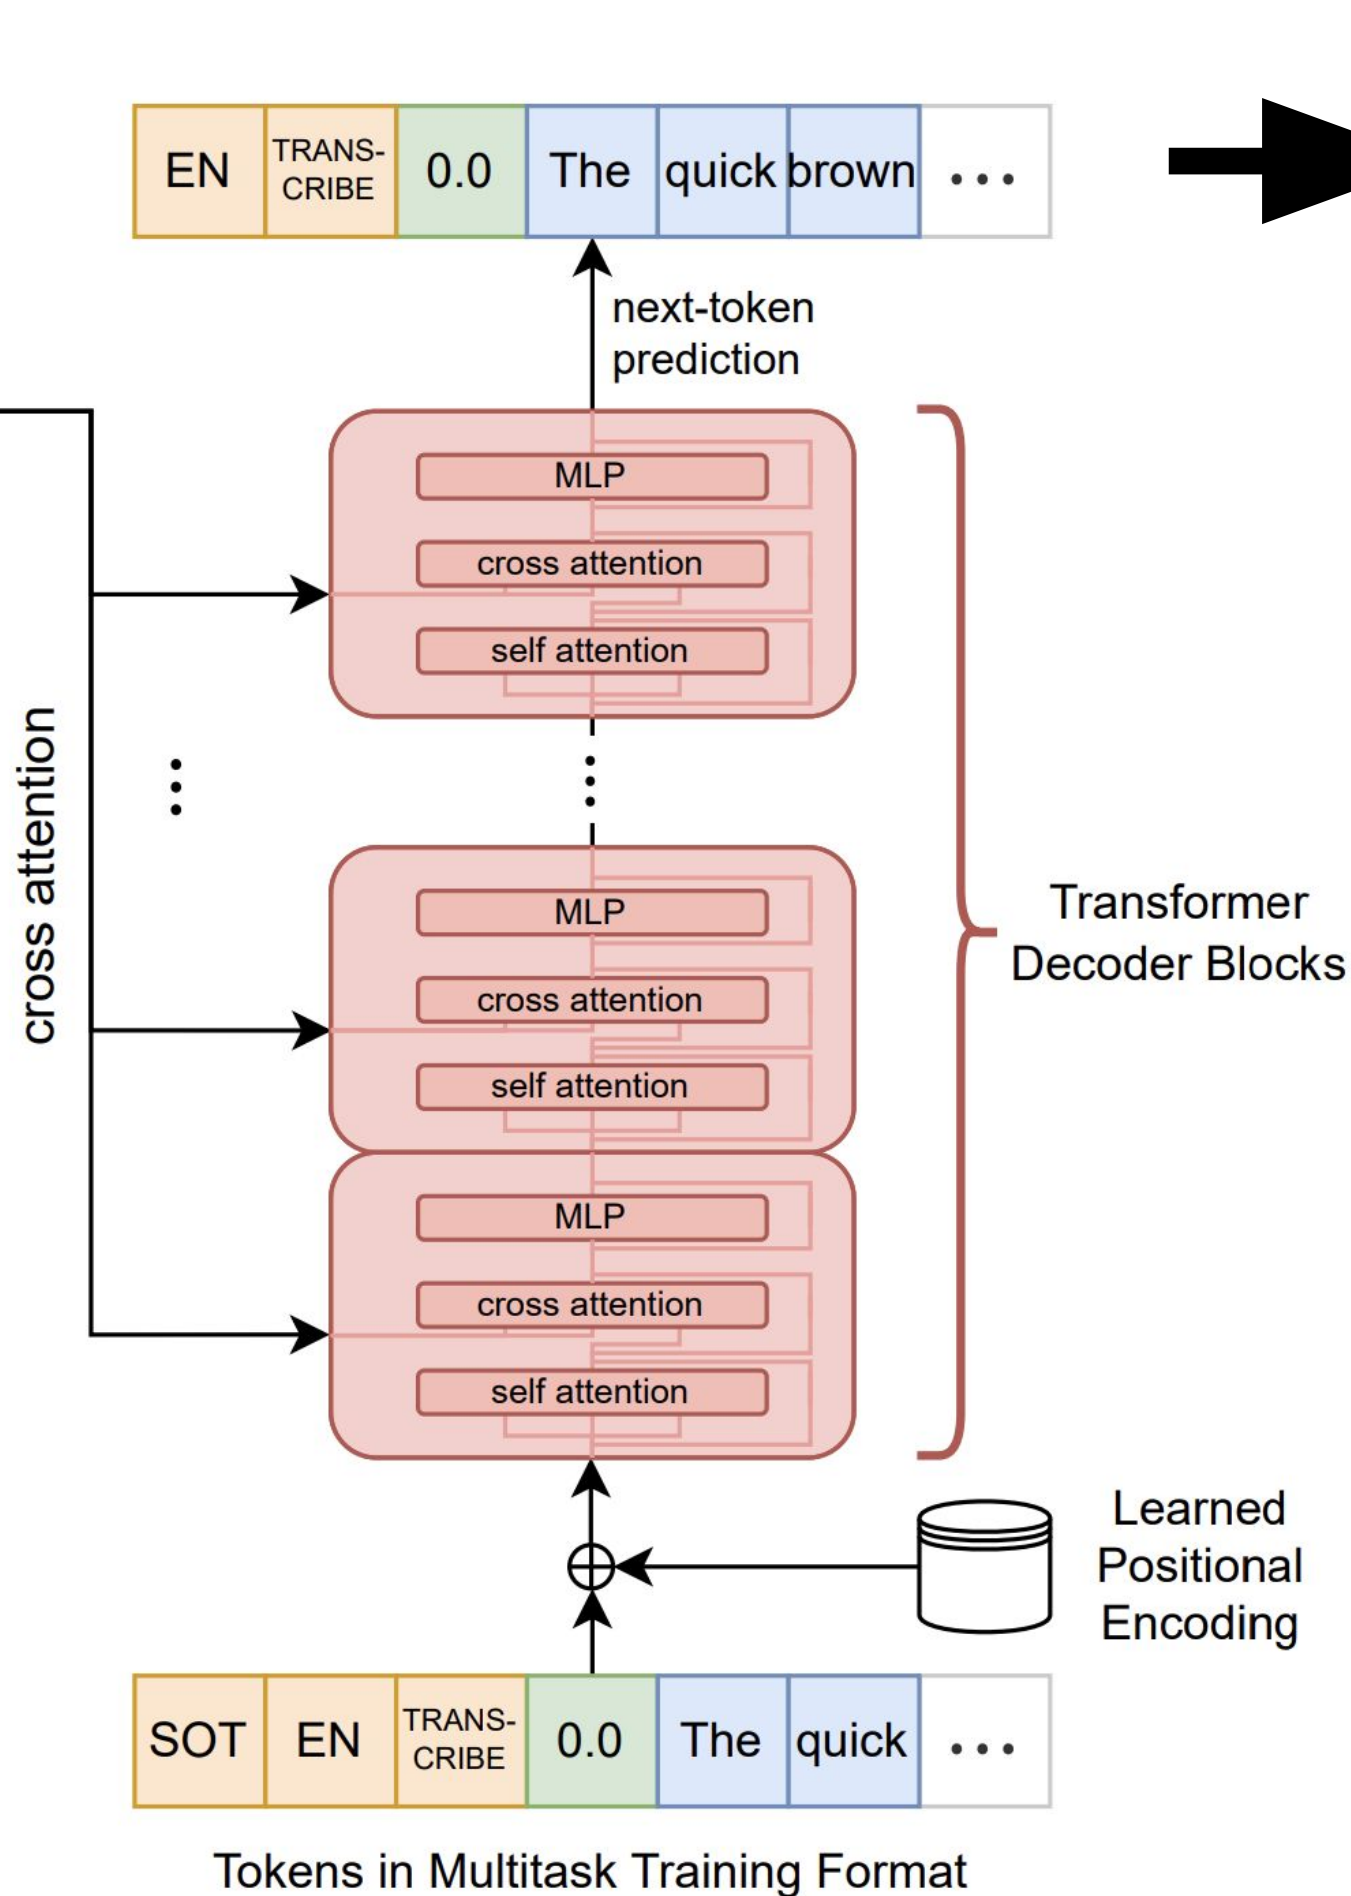 EN TRANS-CRIBE 0.0 The quick brown ...
next-token
prediction
MLP
cross attention
self attention
cross attention
MLP
cross attention
self attention
Transformer
Decoder Blocks
MLP
cross attention
self attention
Learned
Positional
Encoding
SOT EN TRANS-CRIBE 0.0 The quick ...
Tokens in Multitask Training Format